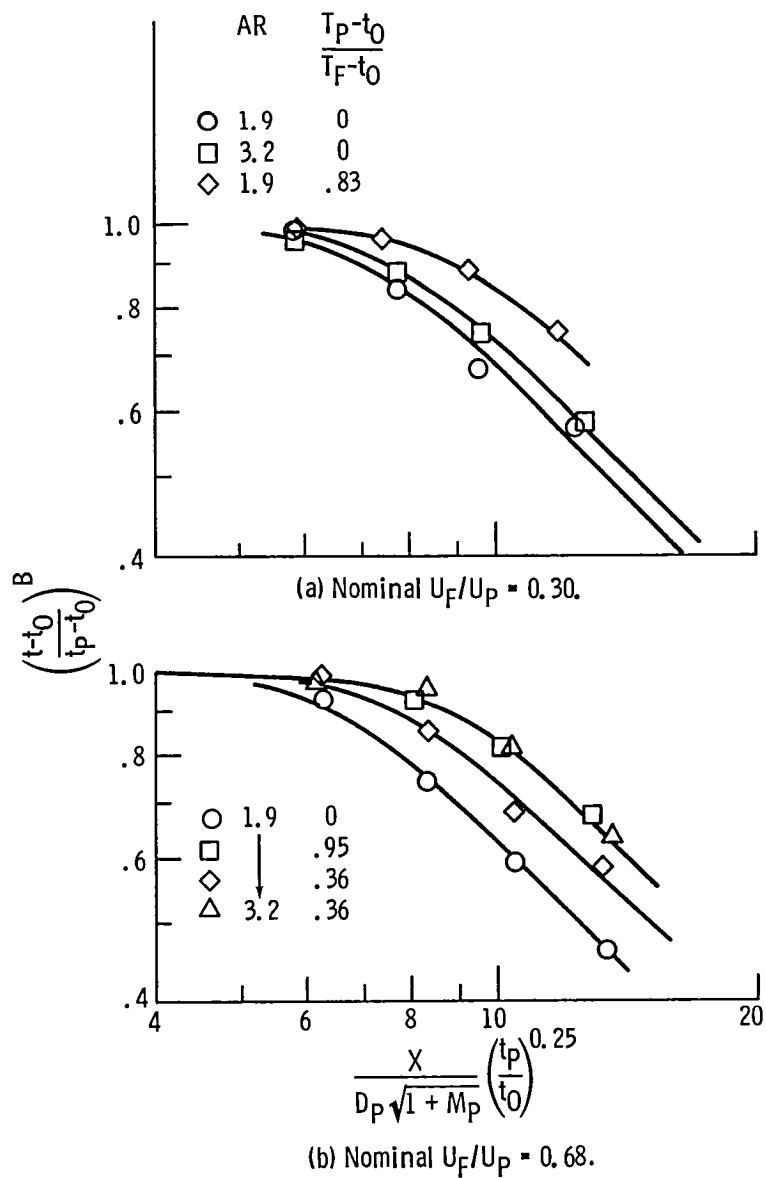 AR T_P-t_0
T_F-t_0
1.9 0
3.2 0
1.9 .83
1.0
.8
.6
.4
(a) Nominal U_F/U_P = 0.30.
(t-t_0 / t_P-t_0)^B
1.0
.8
1.9 0
.95
.36
3.2 .36
.6
.4
4 6 8 10 20
X / D_P √1 + M_P (t_P / t_0)^0.25
(b) Nominal U_F/U_P = 0.68.